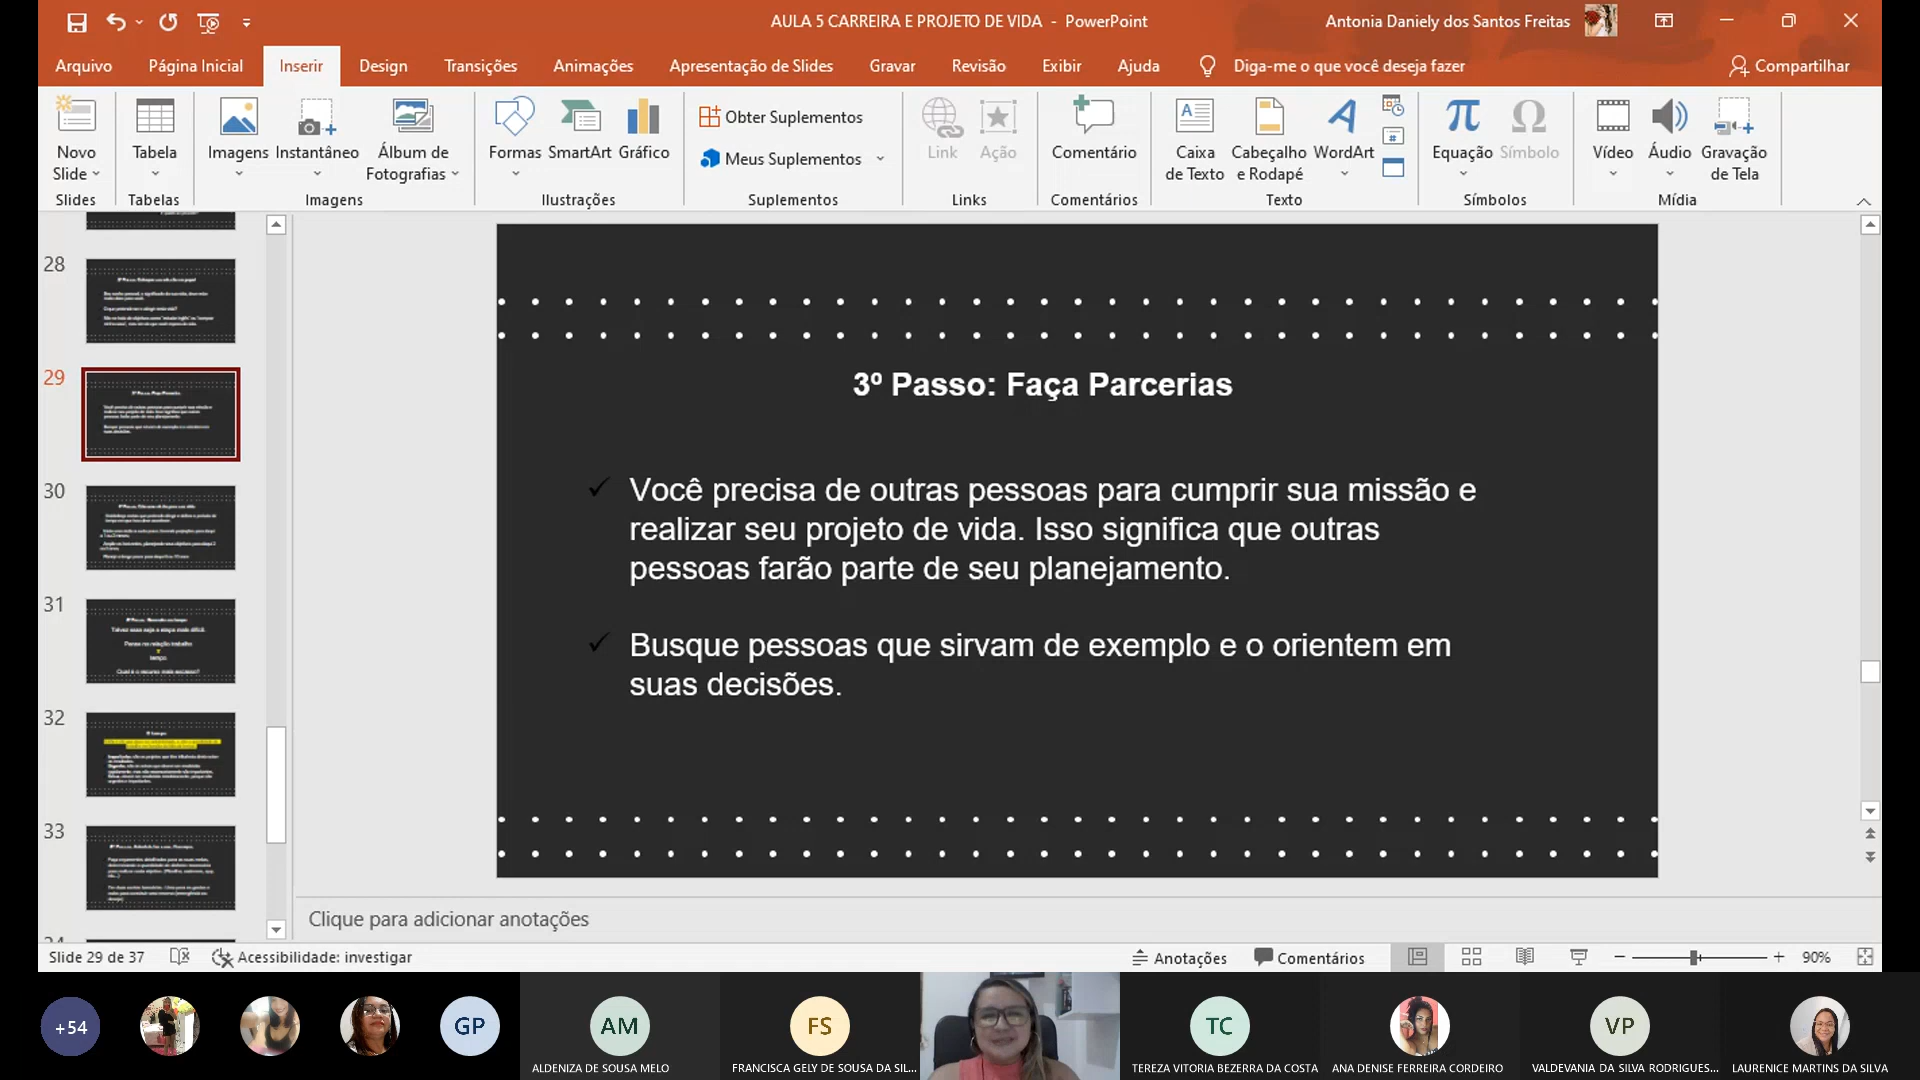 AULA 5 CARREIRA E PROJETO DE VIDA - PowerPoint
Antonia Daniely dos Santos Freitas
Arquivo Página Inicial Inserir Design Transições Animações Apresentação de Slides Gravar Revisão Exibir Ajuda Diga-me o que você deseja fazer Compartilhar
Novo Slide
Tabela
Imagens
Instantâneo
Álbum de Fotografias
Formas
SmartArt
Gráfico
Obter Suplementos
Meus Suplementos
Link
Ação
Comentário
Caixa de Texto
Cabeçalho e Rodapé
WordArt
Equação
Símbolo
Vídeo
Áudio
Gravação de Tela
Slides Tabelas Imagens Ilustrações Suplementos Links Comentários Texto Símbolos Mídia
28
29
30
31
32
33
3º Passo: Faça Parcerias
Você precisa de outras pessoas para cumprir sua missão e
realizar seu projeto de vida. Isso significa que outras
pessoas farão parte de seu planejamento.
Busque pessoas que sirvam de exemplo e o orientem em
suas decisões.
Clique para adicionar anotações
Slide 29 de 37 Acessibilidade: investigar Anotações Comentários 90%
+54
GP
AM
FS
TC
VP
ALDENIZA DE SOUSA MELO
FRANCISCA GELY DE SOUSA DA SIL...
TEREZA VITORIA BEZERRA DA COSTA
ANA DENISE FERREIRA CORDEIRO
VALDEVANIA DA SILVA RODRIGUES...
LAURENCE MARTINS DA SILVA